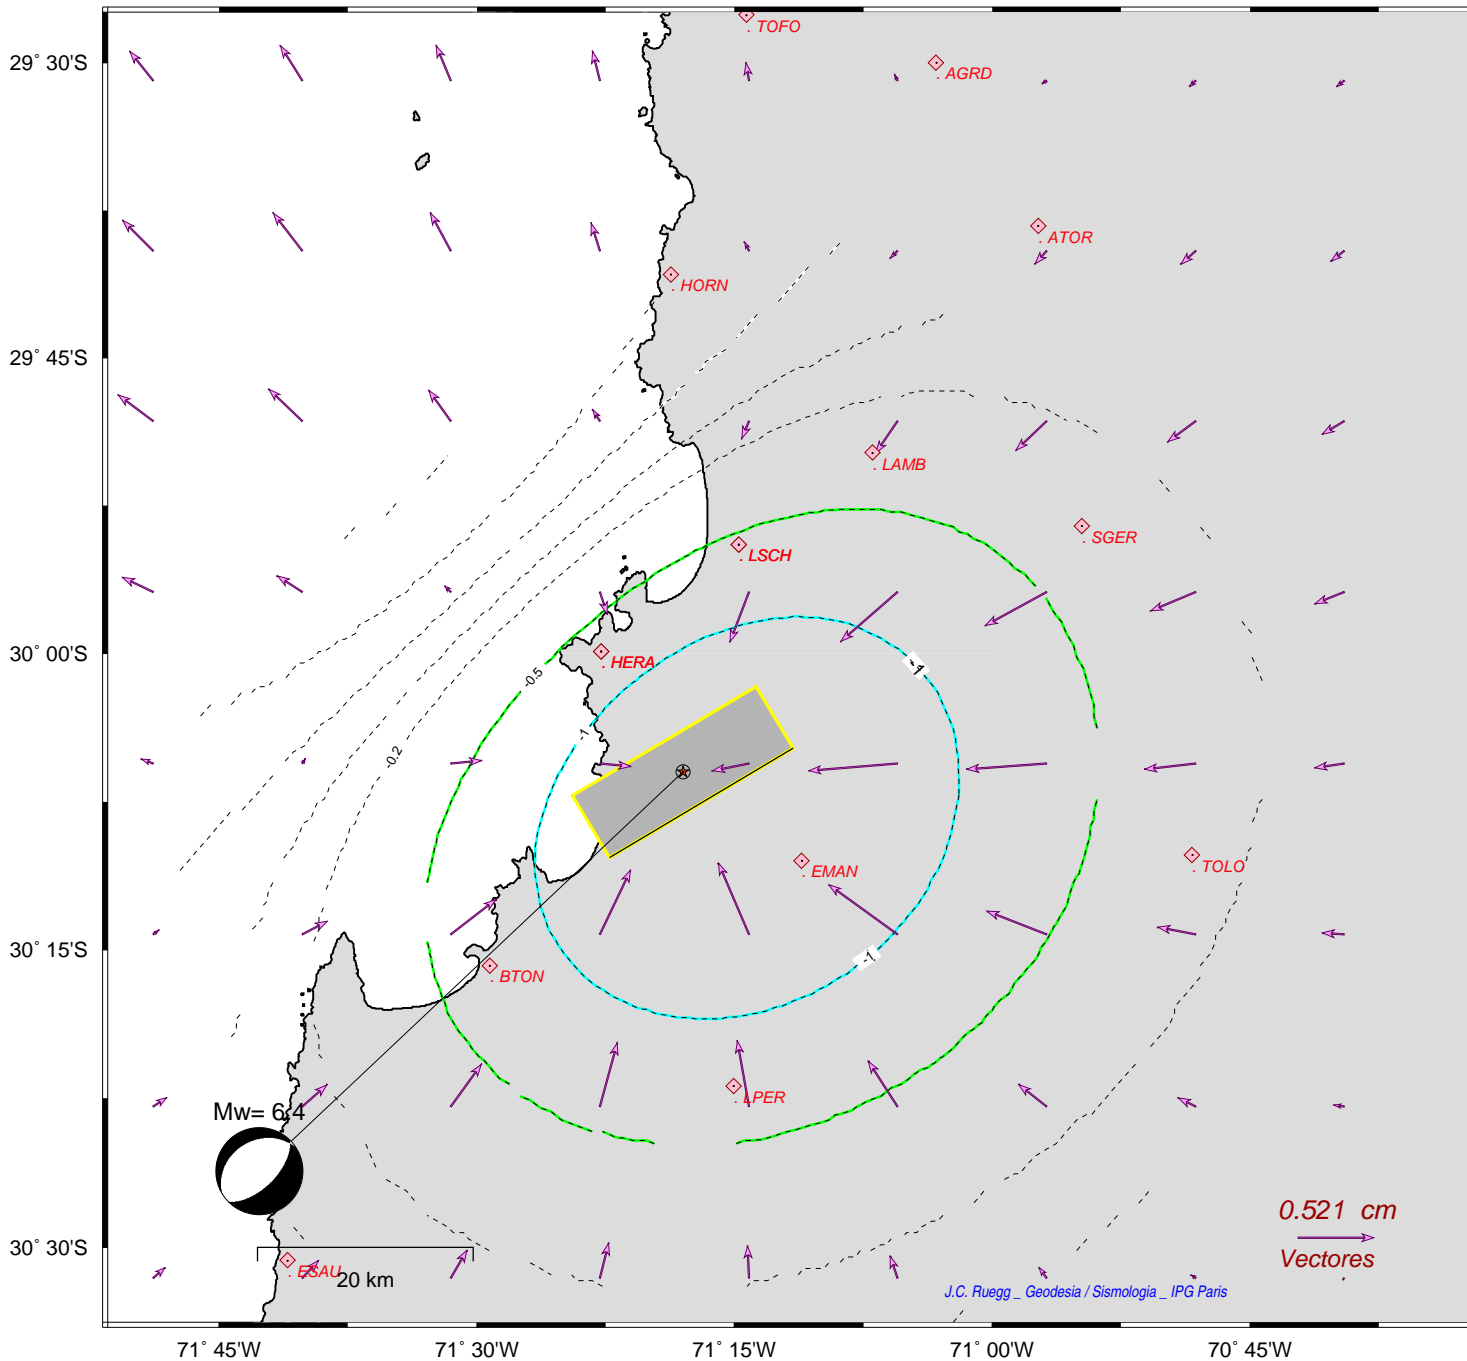 . TOFO
29° 30'S
. AGRD
. ATOR
. HORN
29° 45'S
. LAMB
. SGER
. LSCH
30° 00'S
. HERA
-1
-0.5
-1
-0.2
. EMAN
. TOLO
30° 15'S
-1
. BTON
. LPER
Mw= 6.4
0.521 cm
30° 30'S
Vectores
. ESAU
20 km
J.C. Ruegg _ Geodesia / Sismologia _ IPG Paris
71° 45'W
71° 30'W
71° 15'W
71° 00'W
70° 45'W